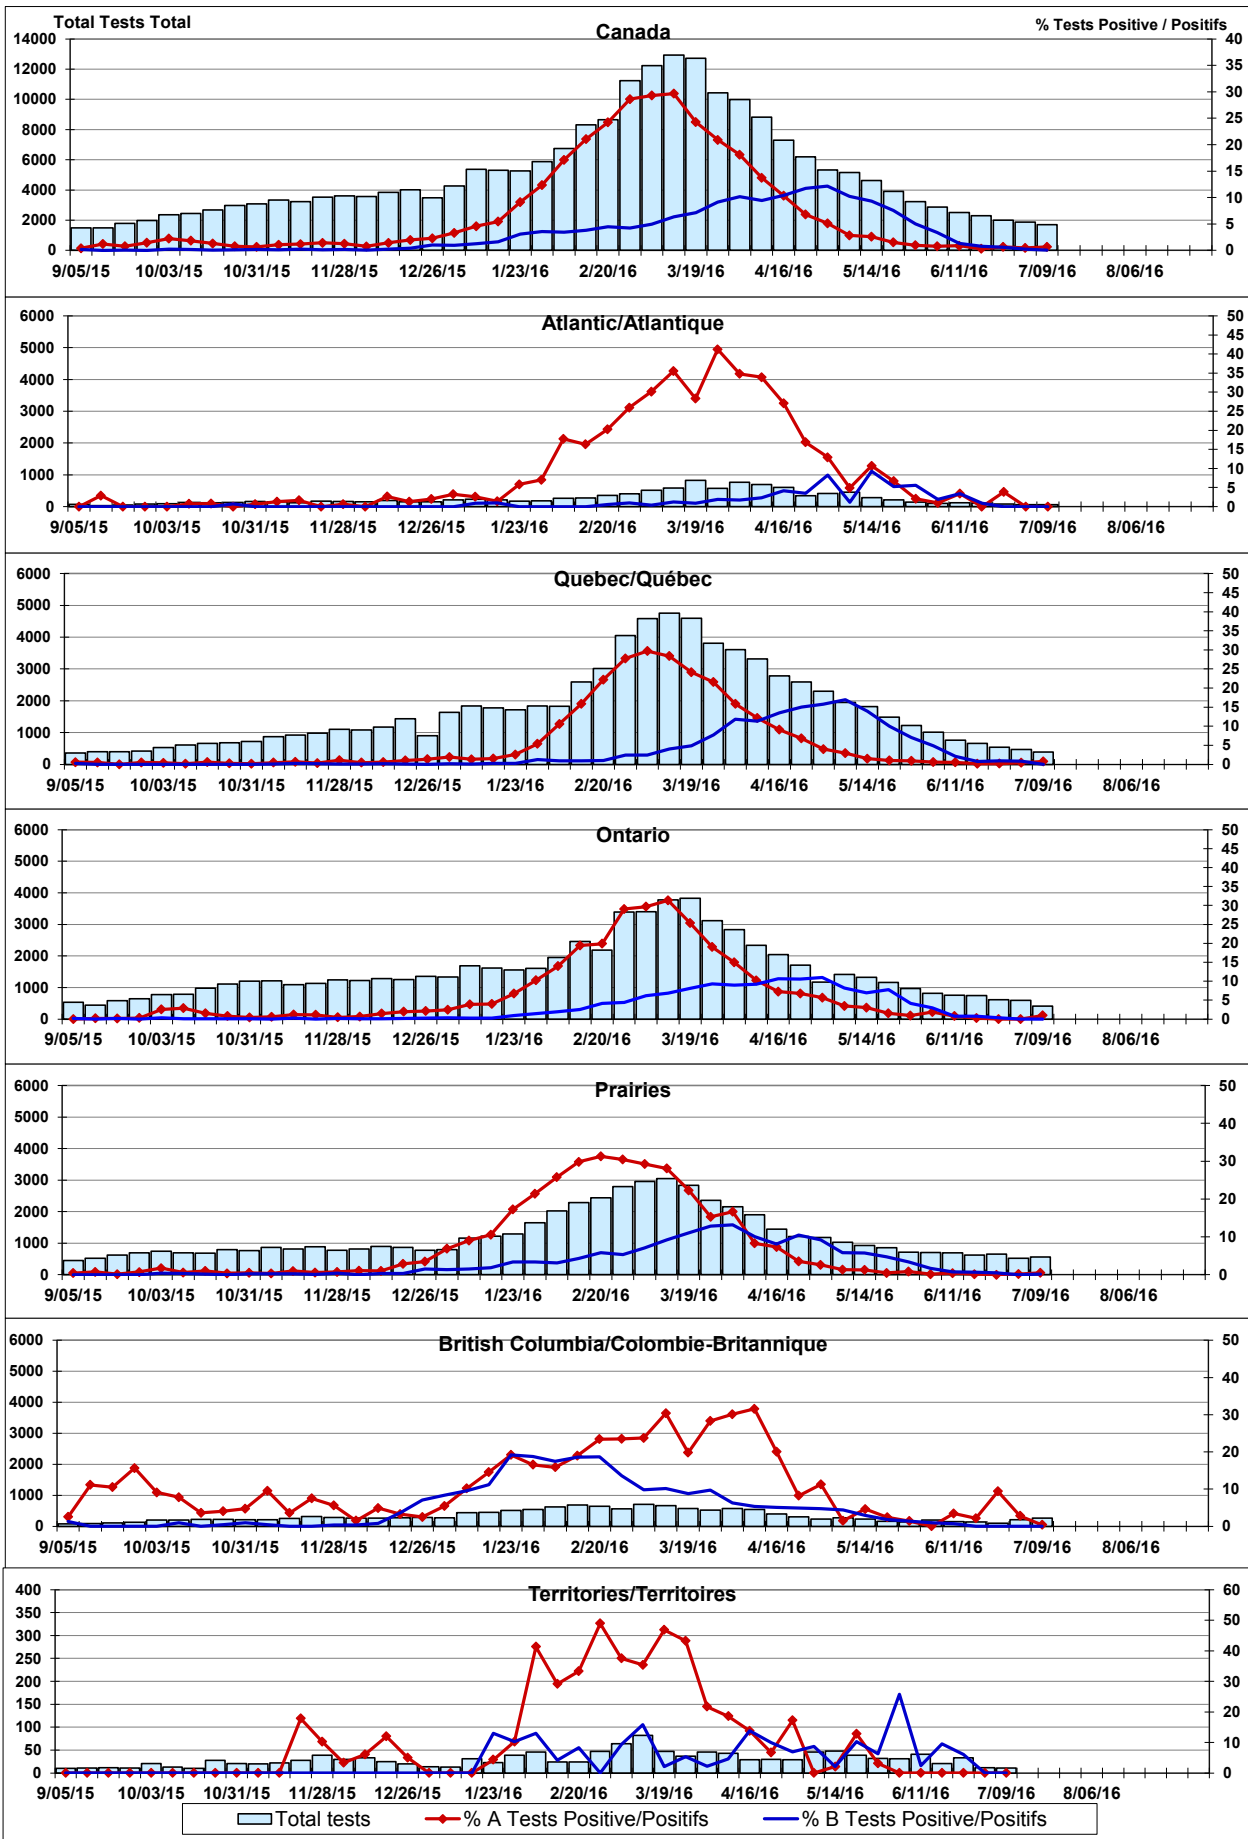 Total Tests Total
% Tests Positive / Positifs
Canada
14000 12000 10000 8000 6000 4000 2000 0
40 35 30 25 20 15 10 5 0
9/05/15 10/03/15 10/31/15 11/28/15 12/26/15 1/23/16 2/20/16 3/19/16 4/16/16 5/14/16 6/11/16 7/09/16 8/06/16
Atlantic/Atlantique
6000 5000 4000 3000 2000 1000 0
50 45 40 35 30 25 20 15 10 5 0
9/05/15 10/03/15 10/31/15 11/28/15 12/26/15 1/23/16 2/20/16 3/19/16 4/16/16 5/14/16 6/11/16 7/09/16 8/06/16
Quebec/Québec
6000 5000 4000 3000 2000 1000 0
50 45 40 35 30 25 20 15 10 5 0
9/05/15 10/03/15 10/31/15 11/28/15 12/26/15 1/23/16 2/20/16 3/19/16 4/16/16 5/14/16 6/11/16 7/09/16 8/06/16
Ontario
6000 5000 4000 3000 2000 1000 0
50 45 40 35 30 25 20 15 10 5 0
9/05/15 10/03/15 10/31/15 11/28/15 12/26/15 1/23/16 2/20/16 3/19/16 4/16/16 5/14/16 6/11/16 7/09/16 8/06/16
Prairies
6000 5000 4000 3000 2000 1000 0
50 40 30 20 10 0
9/05/15 10/03/15 10/31/15 11/28/15 12/26/15 1/23/16 2/20/16 3/19/16 4/16/16 5/14/16 6/11/16 7/09/16 8/06/16
British Columbia/Colombie-Britannique
6000 5000 4000 3000 2000 1000 0
50 40 30 20 10 0
9/05/15 10/03/15 10/31/15 11/28/15 12/26/15 1/23/16 2/20/16 3/19/16 4/16/16 5/14/16 6/11/16 7/09/16 8/06/16
Territories/Territoires
400 350 300 250 200 150 100 50 0
60 50 40 30 20 10 0
9/05/15 10/03/15 10/31/15 11/28/15 12/26/15 1/23/16 2/20/16 3/19/16 4/16/16 5/14/16 6/11/16 7/09/16 8/06/16
Total tests
% A Tests Positive/Positifs
% B Tests Positive/Positifs